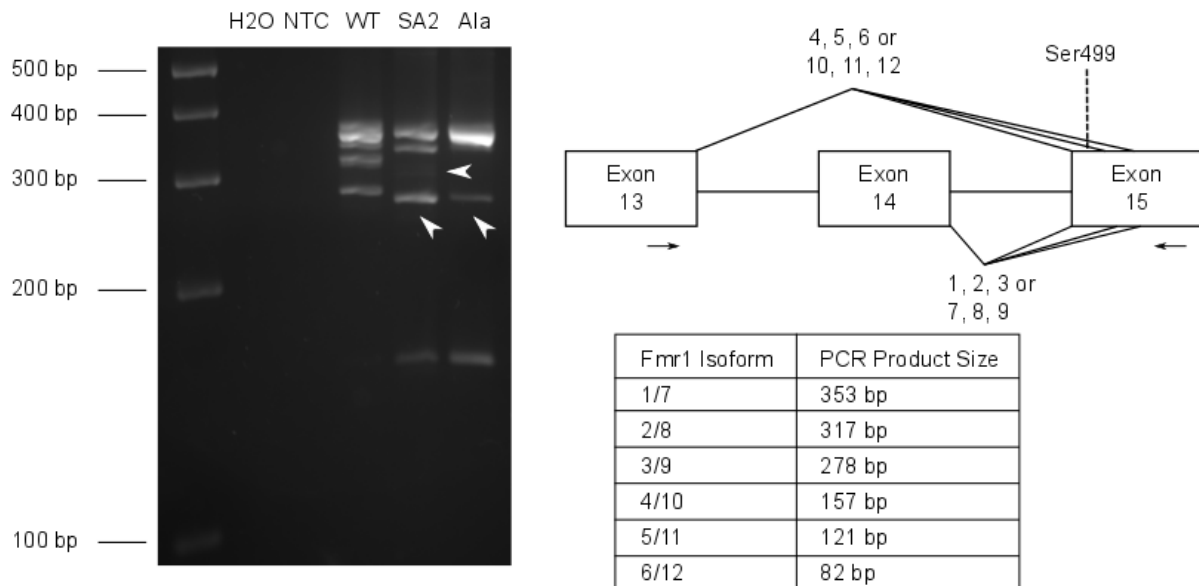 H2O NTC WT SA2 Ala
500 bp
400 bp
300 bp
200 bp
100 bp
4, 5, 6 or
10, 11, 12
Ser499
Exon
13
Exon
14
Exon
15
1, 2, 3 or
7, 8, 9
Fmr1 Isoform PCR Product Size
1/7 353 bp
2/8 317 bp
3/9 278 bp
4/10 157 bp
5/11 121 bp
6/12 82 bp